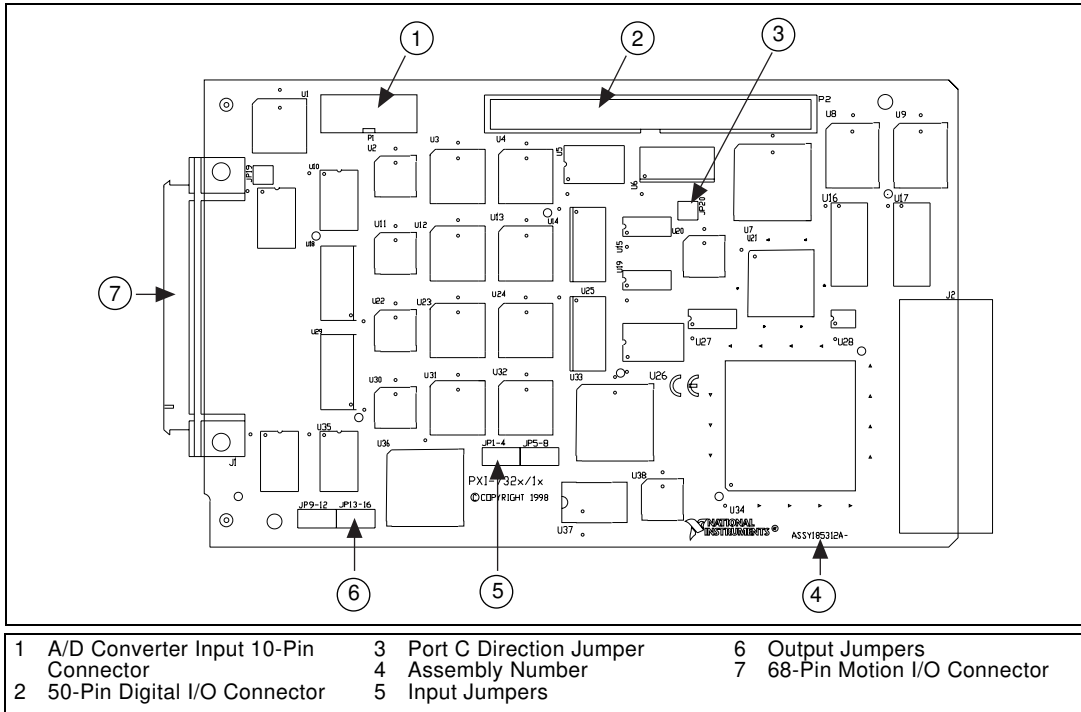 1
2
3
U1
P1
P2
U8
U9
U2
U3
U4
U5
U6
JP19
U10
JP20
U16
U17
U11
U12
U13
U14
U15
U20
U7
U21
U18
U19
7
J2
U22
U23
U24
U25
U29
U27
U28
U30
U31
U32
U33
U26
CE
U35
U36
JP1-4
JP5-8
J1
PXI-732x/1x
©COPYRIGHT 1998
U38
JP9-12
JP13-16
U37
U34
NATIONAL INSTRUMENTS ®
ASSY185312A-
6
5
4
1 A/D Converter Input 10-Pin Connector
2 50-Pin Digital I/O Connector
3 Port C Direction Jumper
4 Assembly Number
5 Input Jumpers
6 Output Jumpers
7 68-Pin Motion I/O Connector